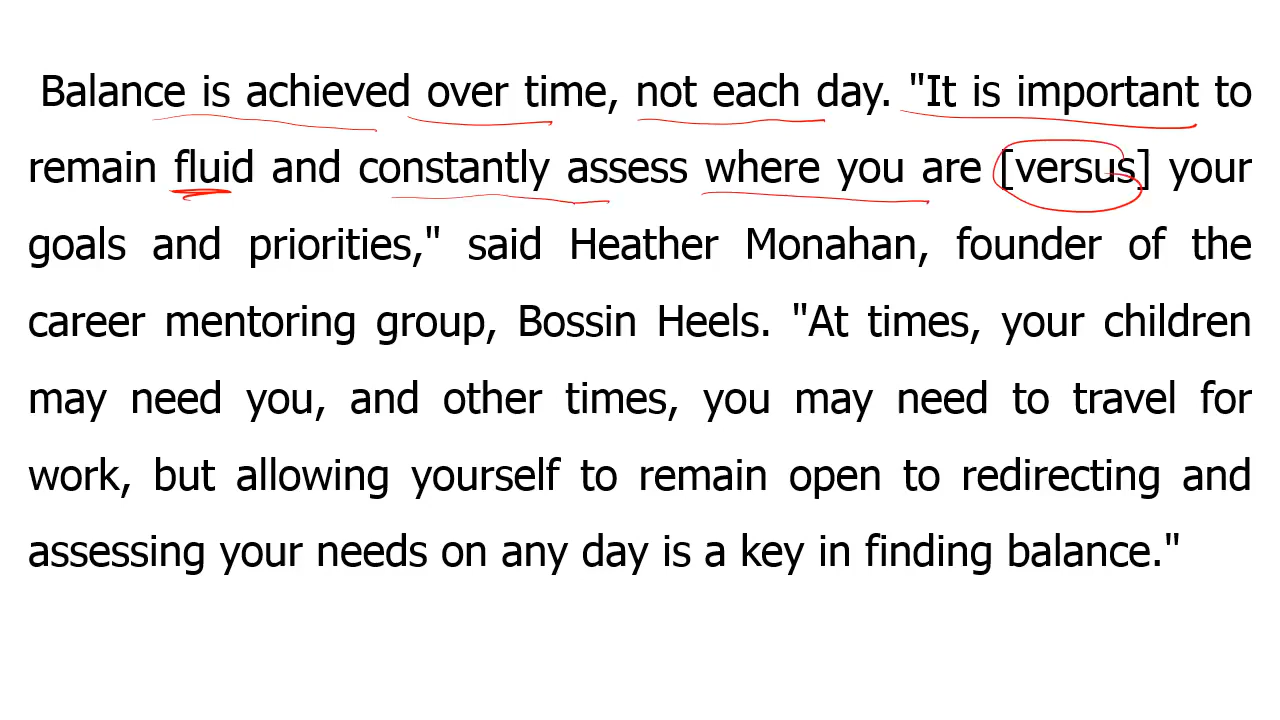 Balance is achieved over time, not each day. "It is important to
remain fluid and constantly assess where you are [versus] your
goals and priorities," said Heather Monahan, founder of the
career mentoring group, Bossin Heels. "At times, your children
may need you, and other times, you may need to travel for
work, but allowing yourself to remain open to redirecting and
assessing your needs on any day is a key in finding balance."